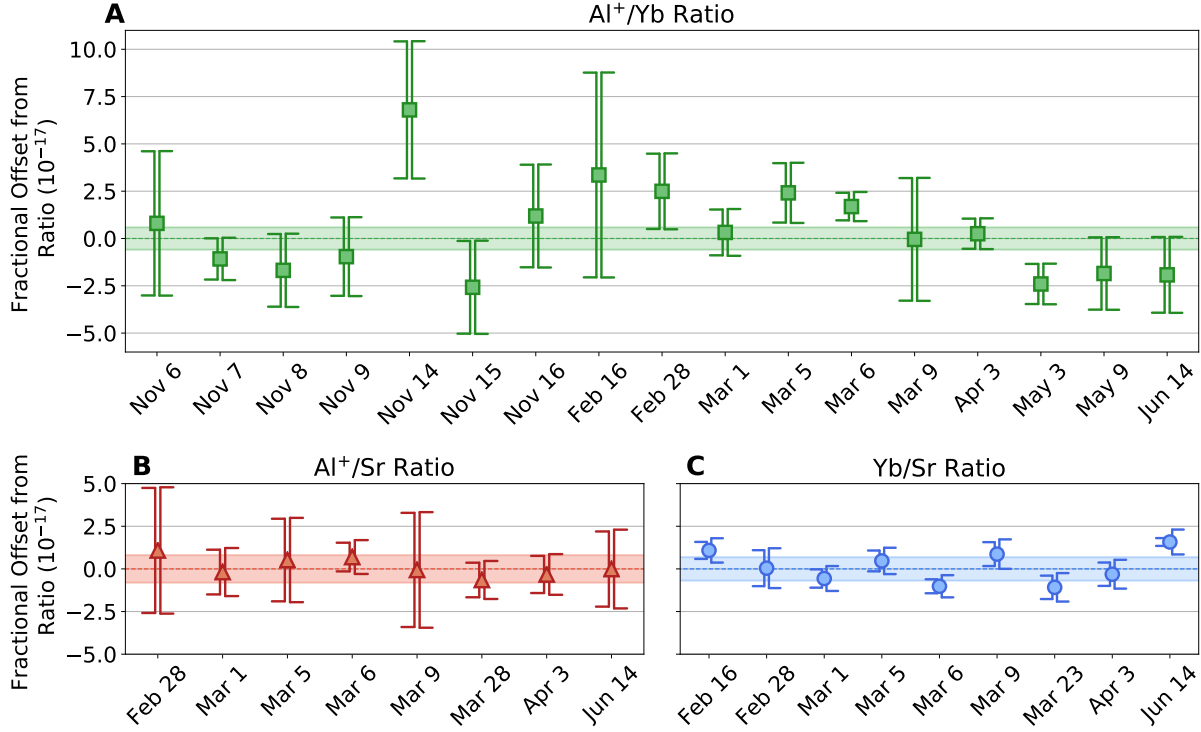 A
Al⁺/Yb Ratio
Fractional Offset from
Ratio (10⁻¹⁷)
10.0
7.5
5.0
2.5
0.0
−2.5
−5.0
Nov 6
Nov 7
Nov 8
Nov 9
Nov 14
Nov 15
Nov 16
Feb 16
Feb 28
Mar 1
Mar 5
Mar 6
Mar 9
Apr 3
May 3
May 9
Jun 14
B
Al⁺/Sr Ratio
Fractional Offset from
Ratio (10⁻¹⁷)
5.0
2.5
0.0
−2.5
−5.0
Feb 28
Mar 1
Mar 5
Mar 6
Mar 9
Mar 28
Apr 3
Jun 14
C
Yb/Sr Ratio
Feb 16
Feb 28
Mar 1
Mar 5
Mar 6
Mar 9
Mar 23
Apr 3
Jun 14